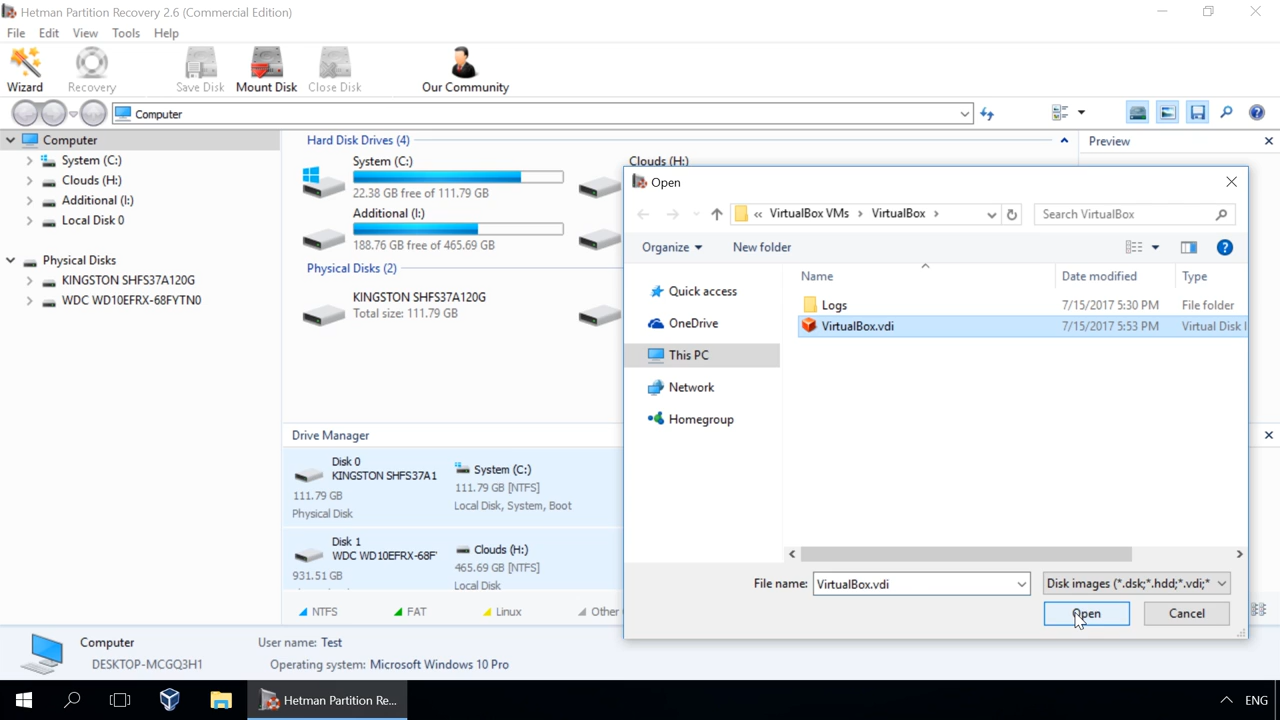 Hetman Partition Recovery 2.6 (Commercial Edition)
File Edit View Tools Help
Wizard Recovery Save Disk Mount Disk Close Disk Our Community
Computer
Computer
System (C:)
Clouds (H:)
Additional (I:)
Local Disk 0
Physical Disks
KINGSTON SHFS37A120G
WDC WD10EFRX-68FYTN0
Hard Disk Drives (4)
System (C:)
22.38 GB free of 111.79 GB
Clouds (H:)
Additional (I:)
188.76 GB free of 465.69 GB
Physical Disks (2)
KINGSTON SHFS37A120G
Total size: 111.79 GB
Preview
Open
« VirtualBox VMs › VirtualBox ›
Search VirtualBox
Organize New folder
Quick access
OneDrive
This PC
Network
Homegroup
Name Date modified Type
Logs 7/15/2017 5:30 PM File folder
VirtualBox.vdi 7/15/2017 5:53 PM Virtual Disk
File name: VirtualBox.vdi Disk images (*.dsk;*.hdd;*.vdi;*
Open Cancel
Drive Manager
Disk 0
KINGSTON SHFS37A1
111.79 GB
Physical Disk
System (C:)
111.79 GB [NTFS]
Local Disk, System, Boot
Disk 1
WDC WD10EFRX-68F
931.51 GB
Clouds (H:)
465.69 GB [NTFS]
Local Disk
NTFS FAT Linux Other
Computer
DESKTOP-MCGQ3H1
User name: Test
Operating system: Microsoft Windows 10 Pro
Hetman Partition Re...
ENG